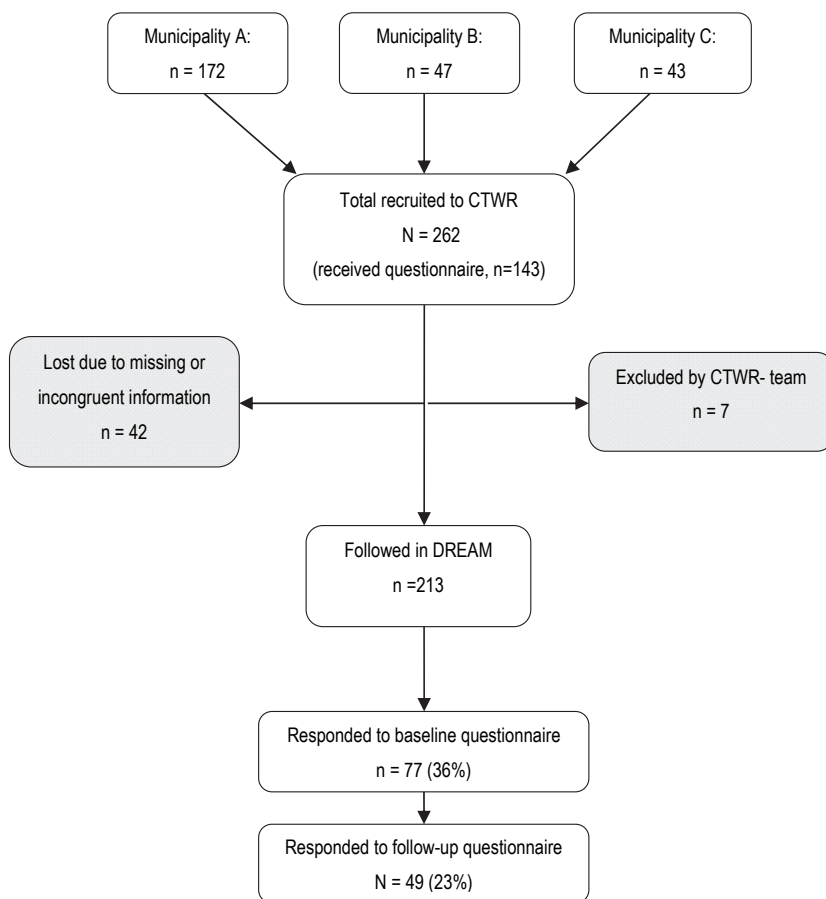 Municipality A:
n = 172
Municipality B:
n = 47
Municipality C:
n = 43
Total recruited to CTWR
N = 262
(received questionnaire, n=143)
Lost due to missing or
incongruent information
n = 42
Excluded by CTWR- team
n = 7
Followed in DREAM
n =213
Responded to baseline questionnaire
n = 77 (36%)
Responded to follow-up questionnaire
N = 49 (23%)